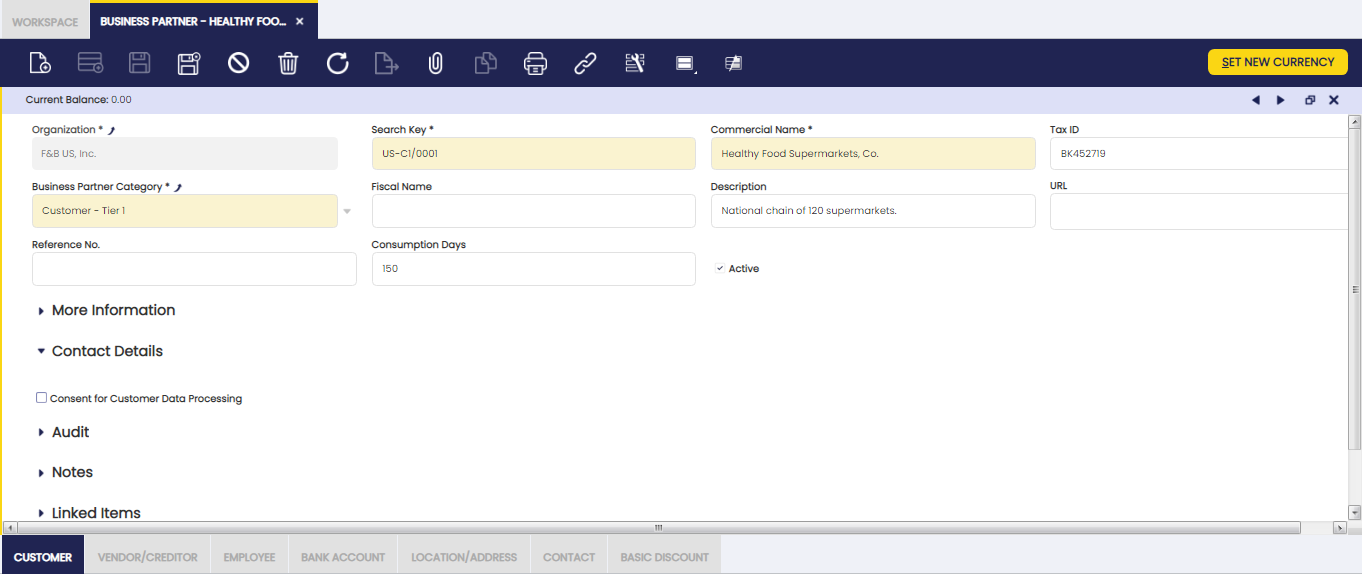 WORKSPACE
BUSINESS PARTNER - HEALTHY FOO...
SET NEW CURRENCY
Current Balance: 0.00
Organization * Search Key * Commercial Name * Tax ID
F&B US, Inc. US-C1/0001 Healthy Food Supermarkets, Co. BK452719
Business Partner Category * Fiscal Name Description URL
Customer - Tier 1 National chain of 120 supermarkets.
Reference No. Consumption Days
150 Active
More Information
Contact Details
Consent for Customer Data Processing
Audit
Notes
Linked Items
CUSTOMER VENDOR/CREDITOR EMPLOYEE BANK ACCOUNT LOCATION/ADDRESS CONTACT BASIC DISCOUNT